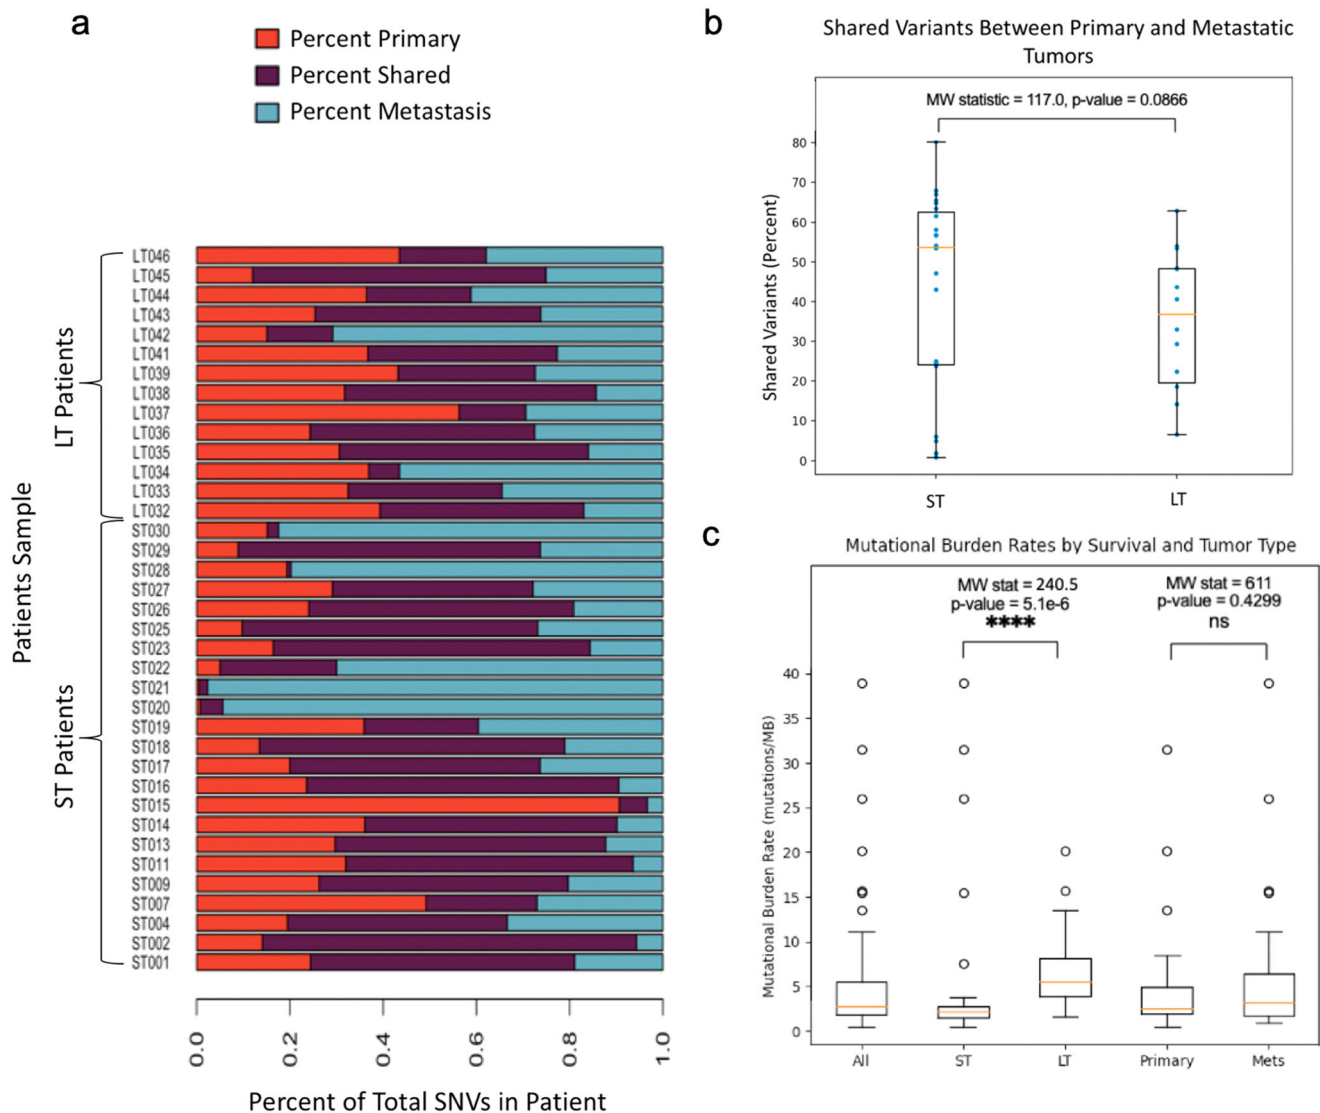 a
Percent Primary
Percent Shared
Percent Metastasis
Patients Sample
LT Patients
ST Patients
LT046
LT045
LT044
LT043
LT042
LT041
LT039
LT038
LT037
LT036
LT035
LT034
LT033
LT032
ST030
ST029
ST028
ST027
ST026
ST025
ST023
ST022
ST021
ST020
ST019
ST018
ST017
ST016
ST015
ST014
ST013
ST011
ST009
ST007
ST004
ST002
ST001
0.0 0.2 0.4 0.6 0.8 1.0
Percent of Total SNVs in Patient
b
Shared Variants Between Primary and Metastatic
Tumors
MW statistic = 117.0, p-value = 0.0866
Shared Variants (Percent)
80
70
60
50
40
30
20
10
0
ST LT
c
Mutational Burden Rates by Survival and Tumor Type
MW stat = 240.5
p-value = 5.1e-6
****
MW stat = 611
p-value = 0.4299
ns
Mutational Burden Rate (mutations/MB)
40
35
30
25
20
15
10
5
0
All ST LT Primary Mets